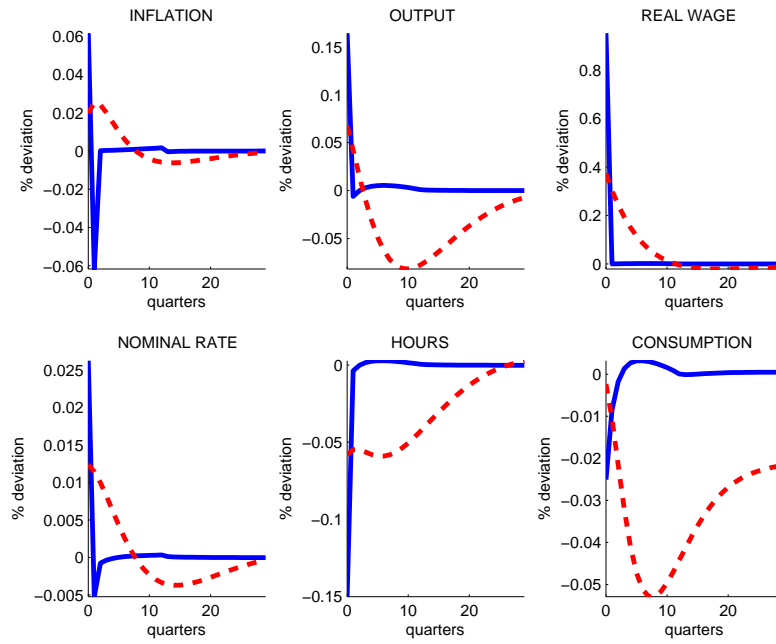 INFLATION
% deviation
0.06
0.04
0.02
0
−0.02
−0.04
−0.06
0 10 20
quarters
OUTPUT
% deviation
0.15
0.1
0.05
0
−0.05
0 10 20
quarters
REAL WAGE
% deviation
0.8
0.6
0.4
0.2
0
0 10 20
quarters
NOMINAL RATE
% deviation
0.025
0.02
0.015
0.01
0.005
0
−0.005
0 10 20
quarters
HOURS
% deviation
0
−0.05
−0.1
−0.15
0 10 20
quarters
CONSUMPTION
% deviation
0
−0.01
−0.02
−0.03
−0.04
−0.05
0 10 20
quarters